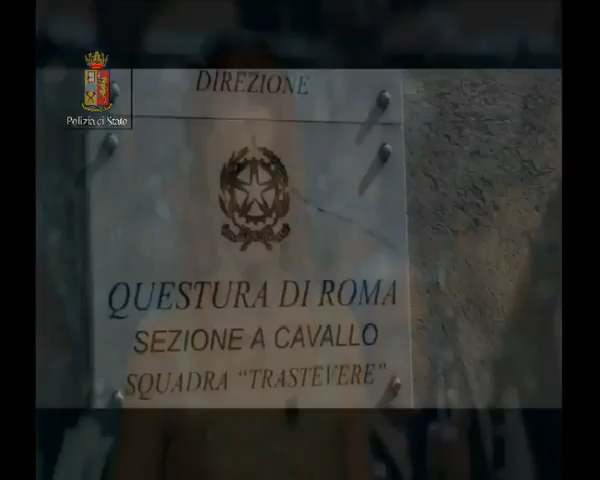 Polizia di Stato
DIREZIONE
QUESTURA DI ROMA
SEZIONE A CAVALLO
SQUADRA "TRASTEVERE"